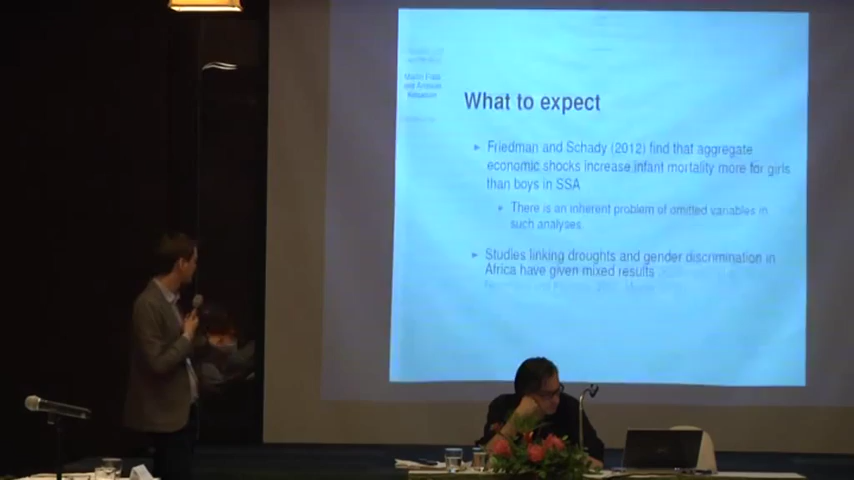 What to expect
Friedman and Schady (2012) find that aggregate
economic shocks increase infant mortality more for girls
than boys in SSA
There is an inherent problem of omitted variables in
such analyses.
Studies linking droughts and gender discrimination in
Africa have given mixed results